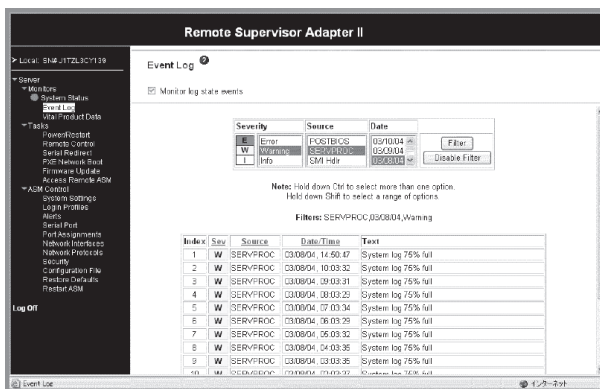 Remote Supervisor Adapter II
Local: SN# J1TZL3CY139
Server
Monitors
System Status
Event Log
Vital Product Data
Tasks
Power/Restart
Remote Control
Serial Redirect
PXE Network Boot
Firmware Update
Access Remote ASM
ASM Control
System Settings
Login Profiles
Alerts
Serial Port
Port Assignments
Network Interfaces
Network Protocols
Security
Configuration File
Restore Defaults
Restart ASM
Log Off
Event Log
Monitor log state events
Severity Source Date
E Error POSTBIOS 03/10/04
W Warning SERVPROC 03/09/04
I Info SMI Hdlr 03/08/04
Filter
Disable Filter
Note: Hold down Ctrl to select more than one option.
Hold down Shift to select a range of options.
Filters: SERVPROC,03/08/04,Warning
Index Sev Source Date/Time Text
1 W SERVPROC 03/08/04, 14:50:47 System log 75% full
2 W SERVPROC 03/08/04, 10:03:32 System log 75% full
3 W SERVPROC 03/08/04, 09:03:31 System log 75% full
4 W SERVPROC 03/08/04, 08:03:29 System log 75% full
5 W SERVPROC 03/08/04, 07:03:34 System log 75% full
6 W SERVPROC 03/08/04, 06:03:29 System log 75% full
7 W SERVPROC 03/08/04, 05:03:32 System log 75% full
8 W SERVPROC 03/08/04, 04:03:35 System log 75% full
9 W SERVPROC 03/08/04, 03:03:35 System log 75% full
10 W SERVPROC 03/08/04, System log 75% full
Event Log
インターネット